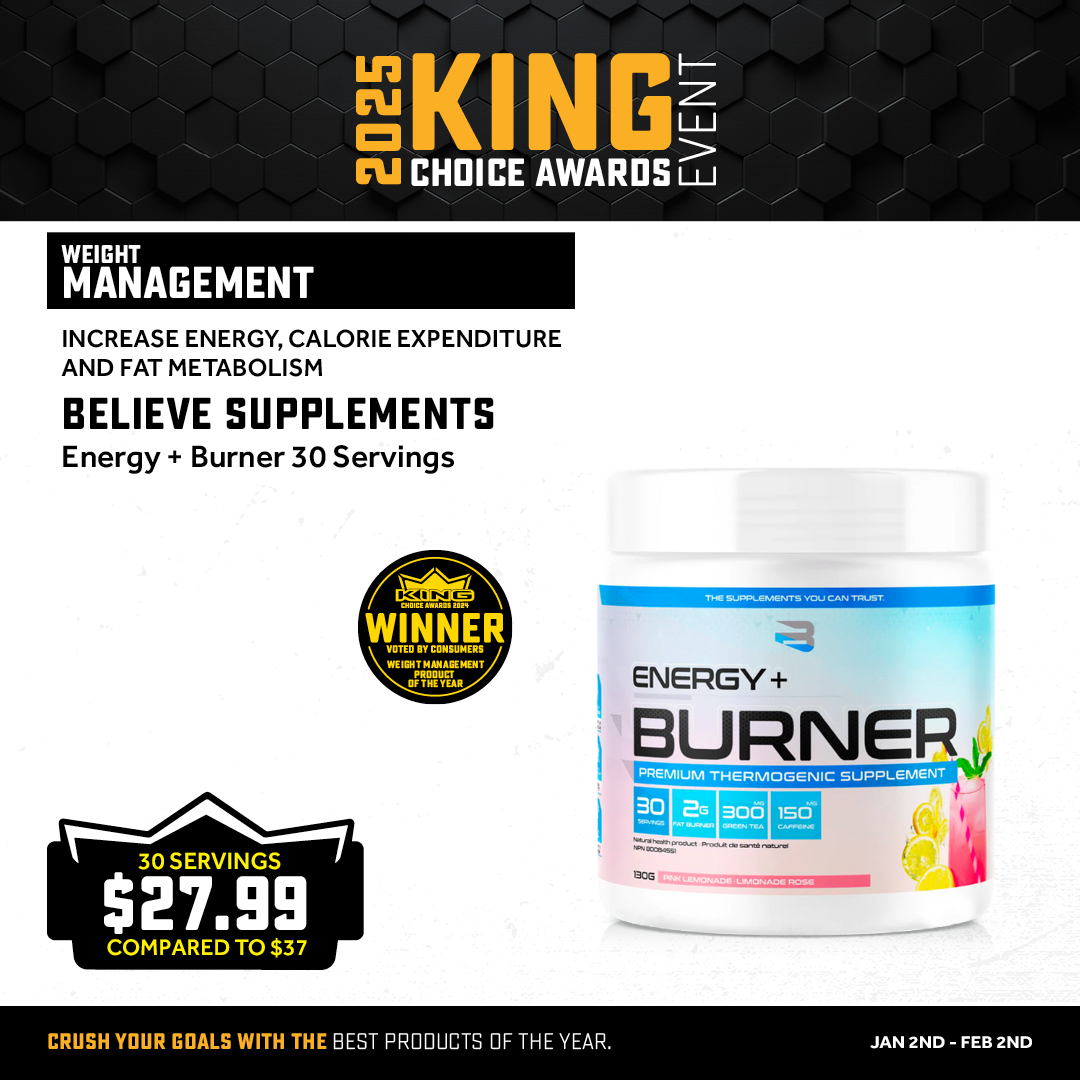 2025
KING
CHOICE AWARDS
EVENT
WEIGHT
MANAGEMENT
INCREASE ENERGY, CALORIE EXPENDITURE
AND FAT METABOLISM
BELIEVE SUPPLEMENTS
Energy + Burner 30 Servings
KING
CHOICE AWARDS 2024
WINNER
VOTED BY CONSUMERS
WEIGHT MANAGEMENT
PRODUCT
OF THE YEAR
THE SUPPLEMENTS YOU CAN TRUST.
B
ENERGY+
BURNER
PREMIUM THERMOGENIC SUPPLEMENT
30 SERVINGS
2G FAT BURNER
300 MG GREEN TEA
150 MG CAFFEINE
Natural health product · Produit de santé naturel
NPN 80084551
130G PINK LEMONADE · LIMONADE ROSE
30 SERVINGS
$27.99
COMPARED TO $37
CRUSH YOUR GOALS WITH THE BEST PRODUCTS OF THE YEAR.
JAN 2ND - FEB 2ND